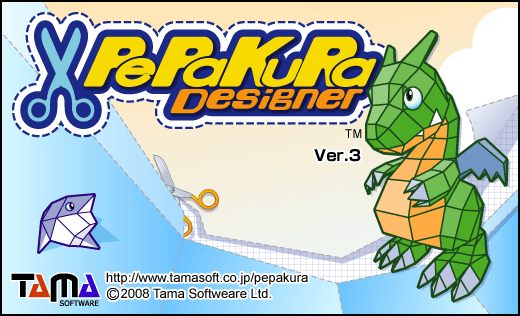 PePaKuRa
Designer
TM
Ver.3
TAMA
SOFTWARE
http://www.tamasoft.co.jp/pepakura
©2008 Tama Softweare Ltd.